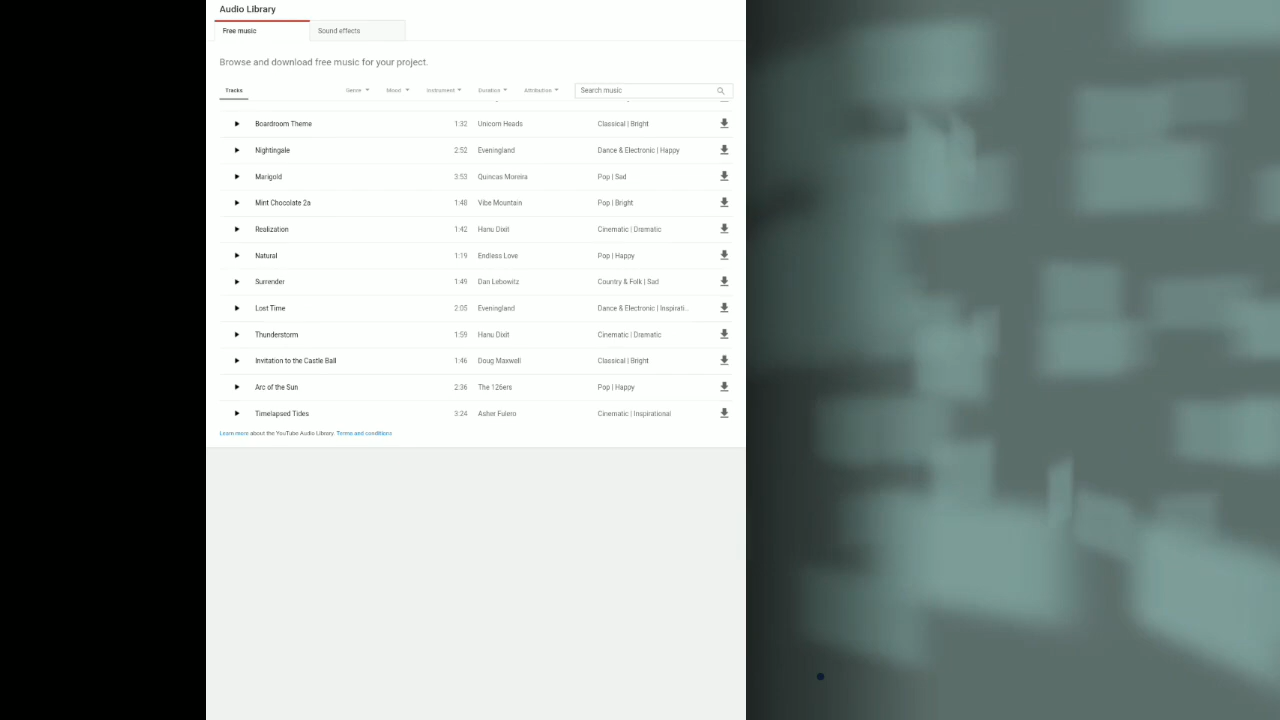 Audio Library
Free music Sound effects
Browse and download free music for your project.
Tracks Genre Mood Instrument Duration Attribution Search music
Boardroom Theme 1:32 Unicorn Heads Classical | Bright
Nightingale 2:52 Eveningland Dance & Electronic | Happy
Marigold 3:53 Quincas Moreira Pop | Sad
Mint Chocolate 2a 1:48 Vibe Mountain Pop | Bright
Realization 1:42 Hanu Dixit Cinematic | Dramatic
Natural 1:19 Endless Love Pop | Happy
Surrender 1:49 Dan Lebowitz Country & Folk | Sad
Lost Time 2:05 Eveningland Dance & Electronic | Inspirati...
Thunderstorm 1:59 Hanu Dixit Cinematic | Dramatic
Invitation to the Castle Ball 1:46 Doug Maxwell Classical | Bright
Arc of the Sun 2:36 The 126ers Pop | Happy
Timelapsed Tides 3:24 Asher Fulero Cinematic | Inspirational
Learn more about the YouTube Audio Library. Terms and conditions